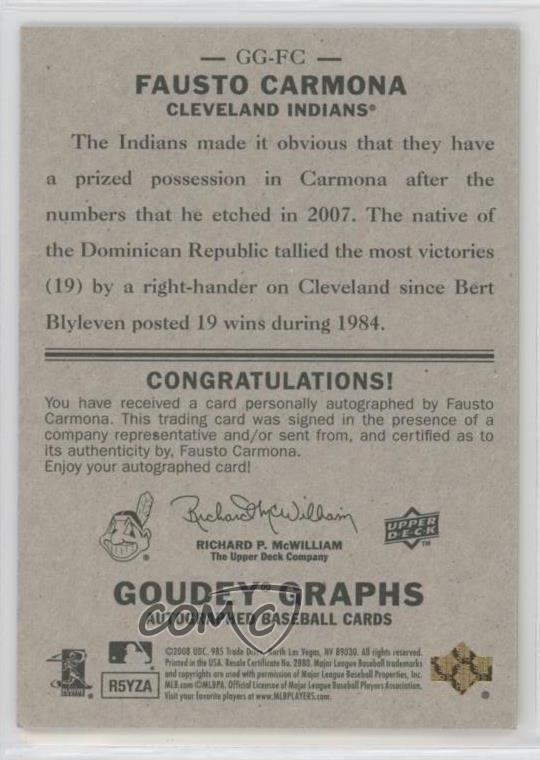 GG-FC
FAUSTO CARMONA
CLEVELAND INDIANS®
The Indians made it obvious that they have
a prized possession in Carmona after the
numbers that he etched in 2007. The native of
the Dominican Republic tallied the most victories
(19) by a right-hander on Cleveland since Bert
Blyleven posted 19 wins during 1984.
CONGRATULATIONS!
You have received a card personally autographed by Fausto
Carmona. This trading card was signed in the presence of a
company representative and/or sent from, and certified as to
its authenticity by, Fausto Carmona.
Enjoy your autographed card!
Richard McWilliam
UPPER
DECK
TM
RICHARD P. McWILLIAM
The Upper Deck Company
GOUDEY GRAPHS
AUTOGRAPHED BASEBALL CARDS
COMC
R5YZA
©2008 UDC. 985 Trade Drive, North Las Vegas, NV 89030. All rights reserved.
Printed in the USA. Resale Certificate No. 2880. Major League Baseball trademarks
and copyrights are used with permission of Major League Baseball Properties, Inc.
MLB.com ©MLBPA. Official Licensee of Major League Baseball Players Association.
Visit your favorite players at www.MLBPLAYERS.com.
®